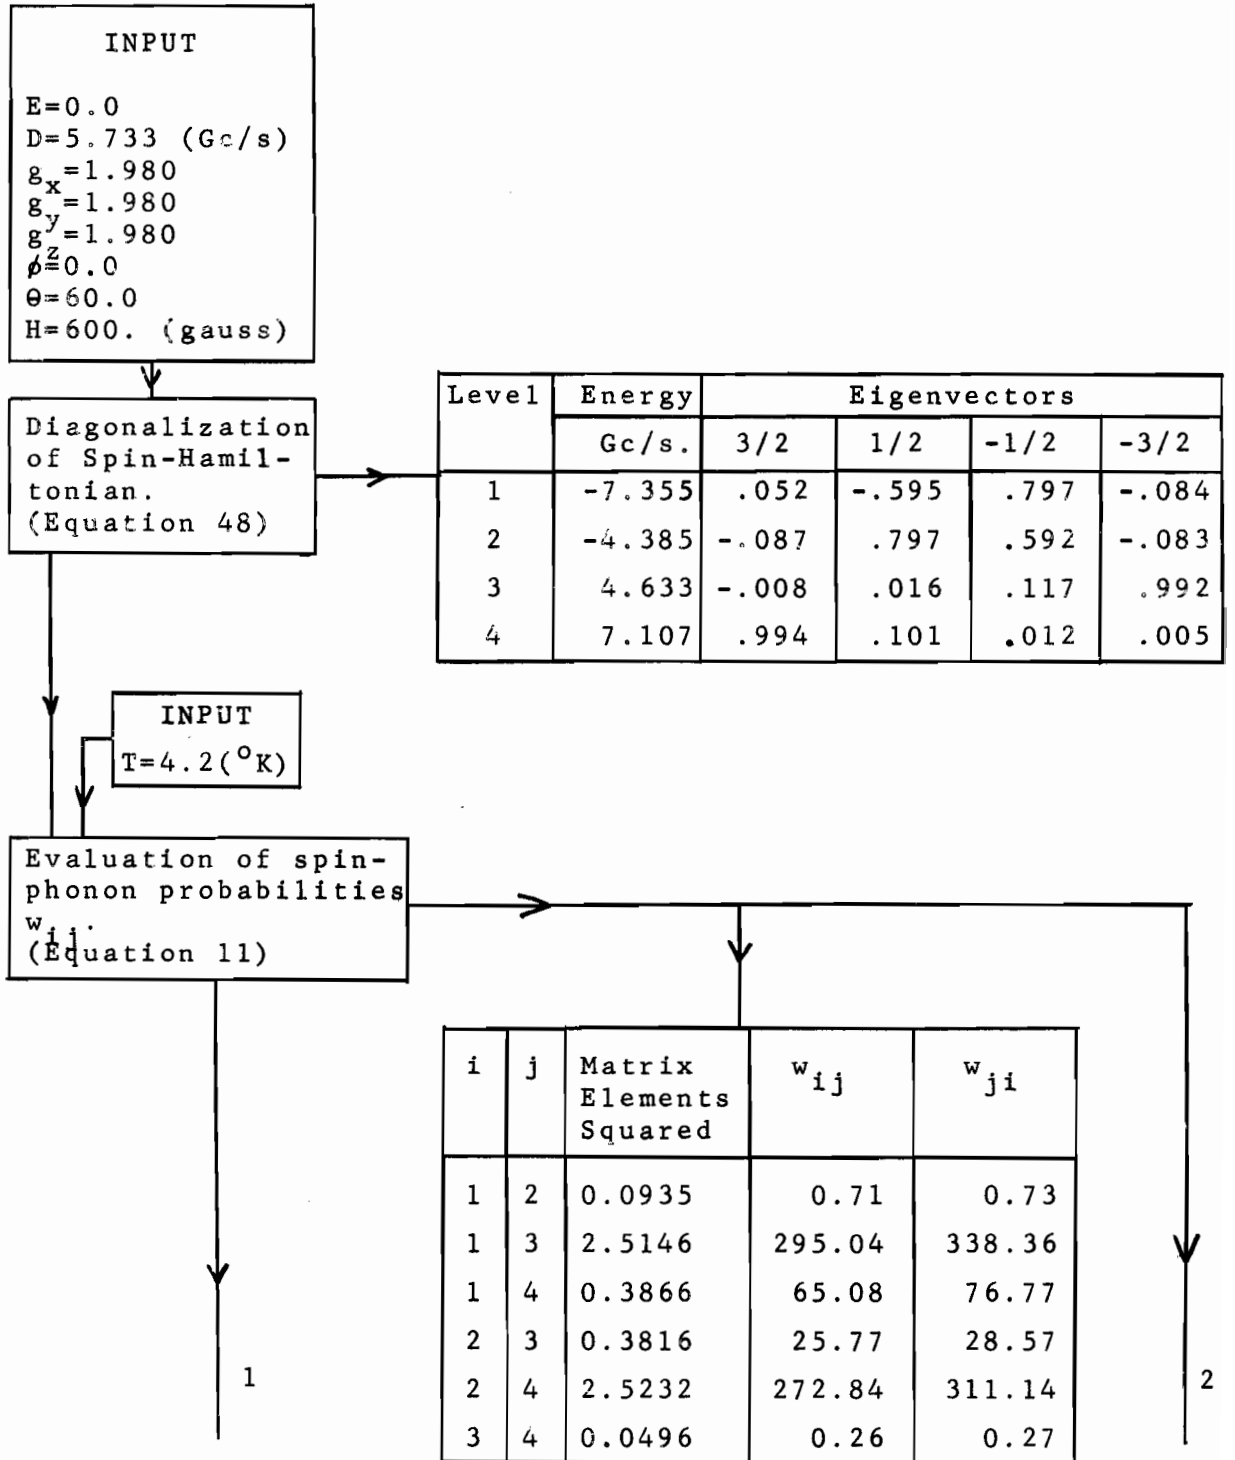 INPUT
E=0.0
D=5.733 (Gc/s)
gx=1.980
gy=1.980
gz=1.980
ϕ=0.0
θ=60.0
H=600. (gauss)
Diagonalization
of Spin-Hamil-
tonian.
(Equation 48)
Level Energy Eigenvectors
Gc/s. 3/2 1/2 -1/2 -3/2
1 -7.355 .052 -.595 .797 -.084
2 -4.385 -.087 .797 .592 -.083
3 4.633 -.008 .016 .117 .992
4 7.107 .994 .101 .012 .005
INPUT
T=4.2(°K)
Evaluation of spin-
phonon probabilities
wij.
(Equation 11)
i j Matrix Elements Squared wij wji
1 2 0.0935 0.71 0.73
1 3 2.5146 295.04 338.36
1 4 0.3866 65.08 76.77
2 3 0.3816 25.77 28.57
2 4 2.5232 272.84 311.14
3 4 0.0496 0.26 0.27
1
2